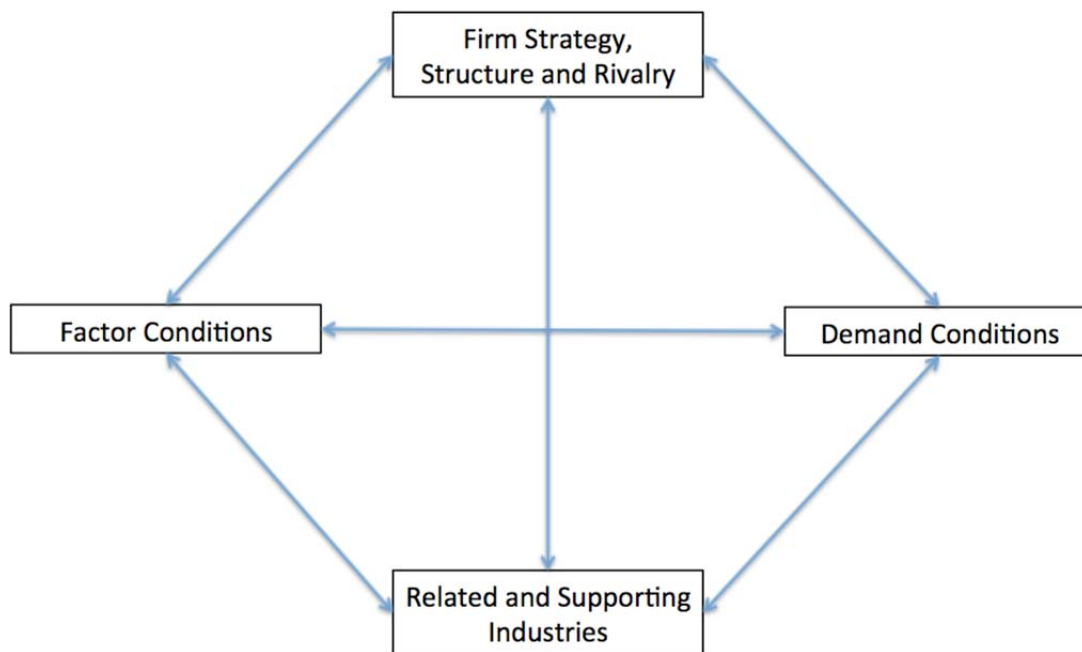 Firm Strategy,
Structure and Rivalry
Factor Conditions
Demand Conditions
Related and Supporting
Industries